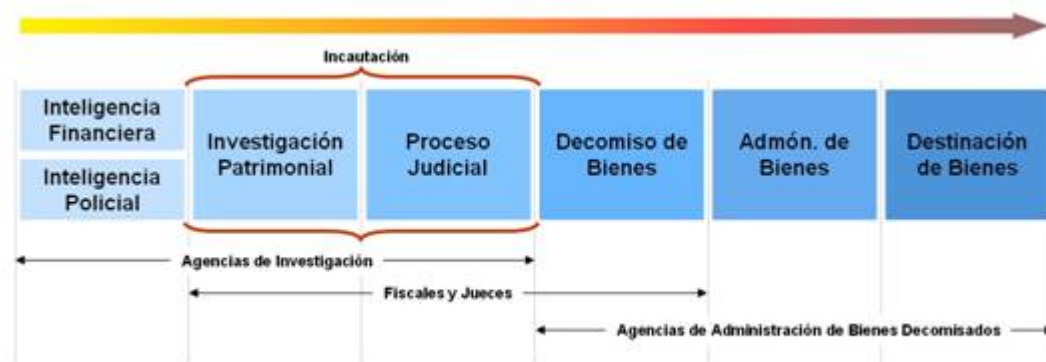 Incautación
Inteligencia
Financiera
Inteligencia
Policial
Investigación
Patrimonial
Proceso
Judicial
Decomiso de
Bienes
Admón. de
Bienes
Destinación
de Bienes
Agencias de Investigación
Fiscales y Jueces
Agencias de Administración de Bienes Decomisados